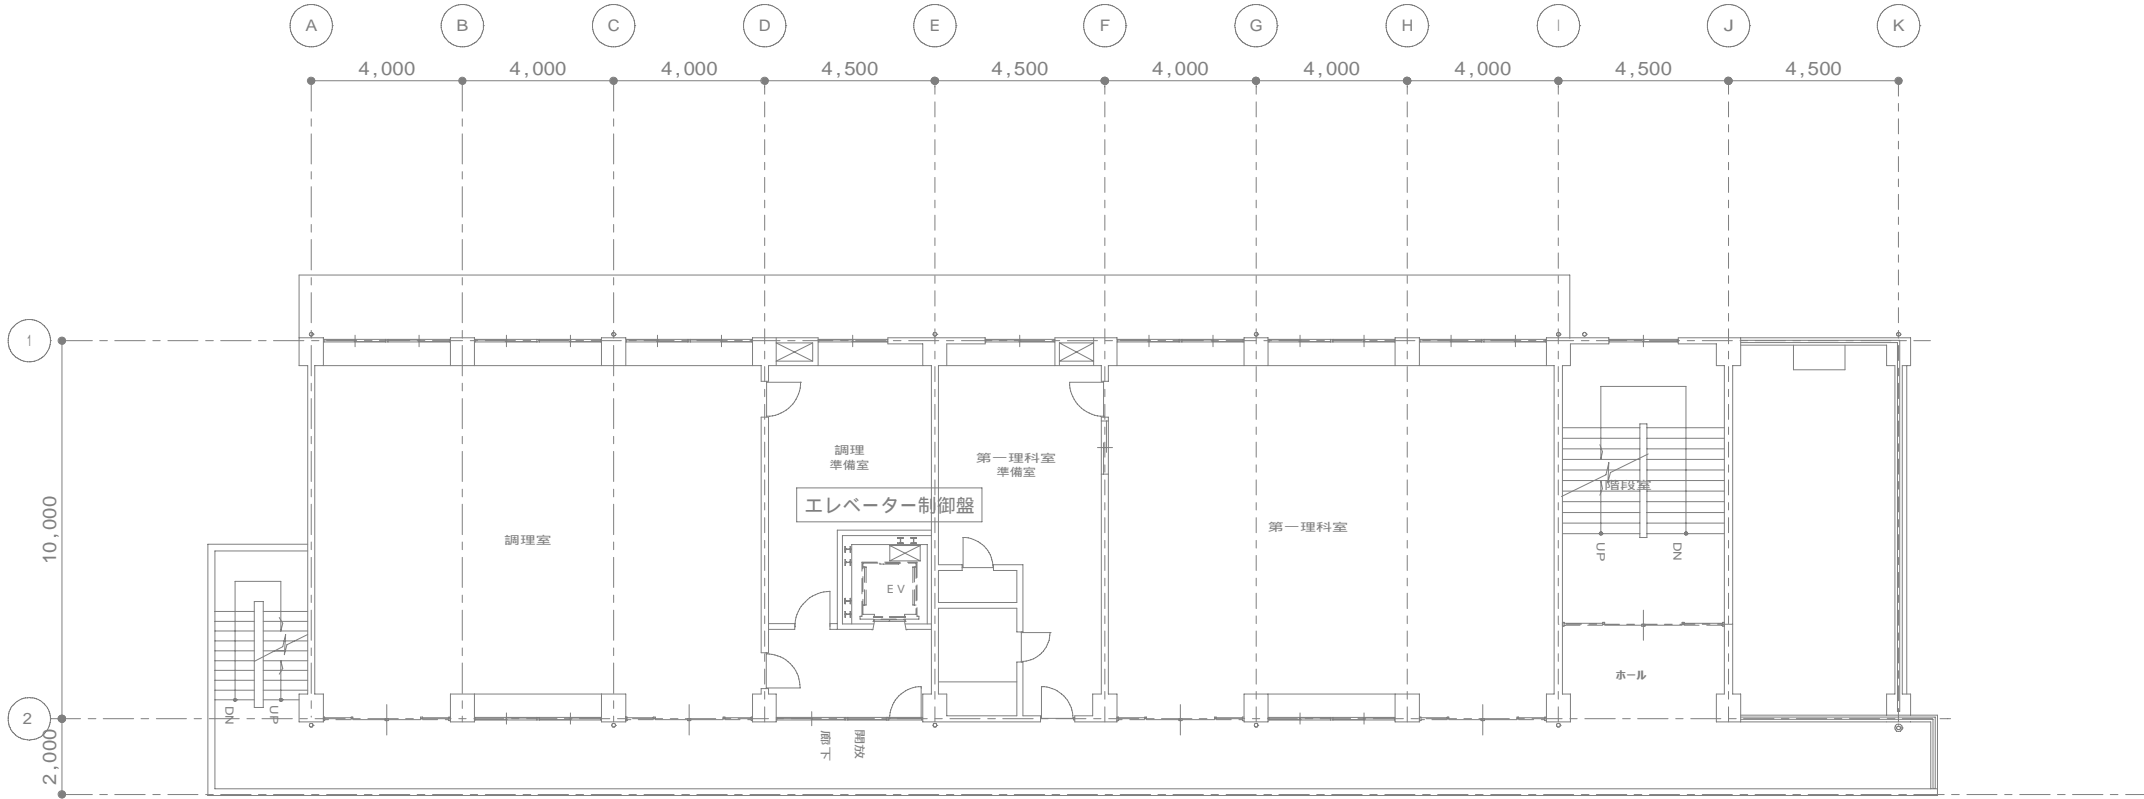 A B C D E F G H I J K
4,000 4,000 4,000 4,500 4,500 4,000 4,000 4,000 4,500 4,500
1
調理
準備室
第一理科室
準備室
エレベーター制御盤
階段室
10,000
調理室
第一理科室
UP
DN
EV
ホール
DN
UP
2
開放
廊下
2,000